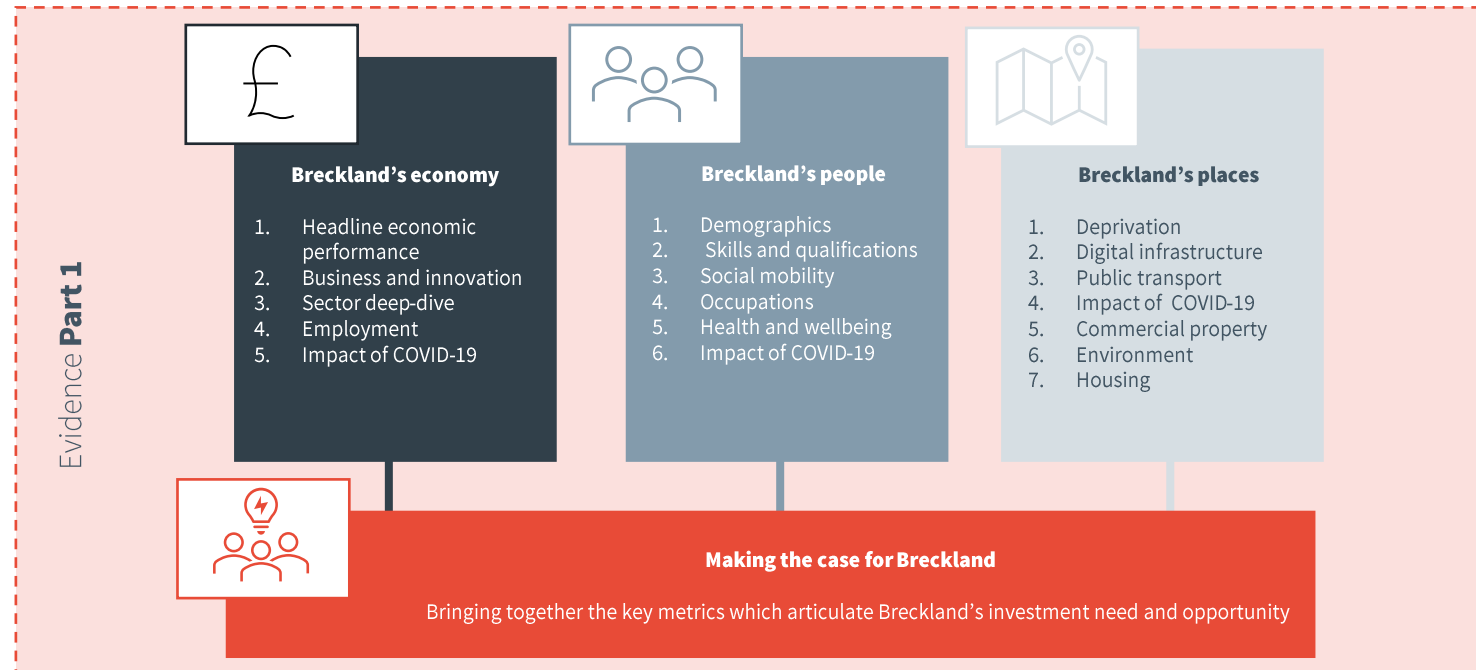 Evidence Part 1
£
Breckland’s economy
1. Headline economic
performance
2. Business and innovation
3. Sector deep-dive
4. Employment
5. Impact of COVID-19
Breckland’s people
1. Demographics
2. Skills and qualifications
3. Social mobility
4. Occupations
5. Health and wellbeing
6. Impact of COVID-19
Breckland’s places
1. Deprivation
2. Digital infrastructure
3. Public transport
4. Impact of COVID-19
5. Commercial property
6. Environment
7. Housing
Making the case for Breckland
Bringing together the key metrics which articulate Breckland’s investment need and opportunity